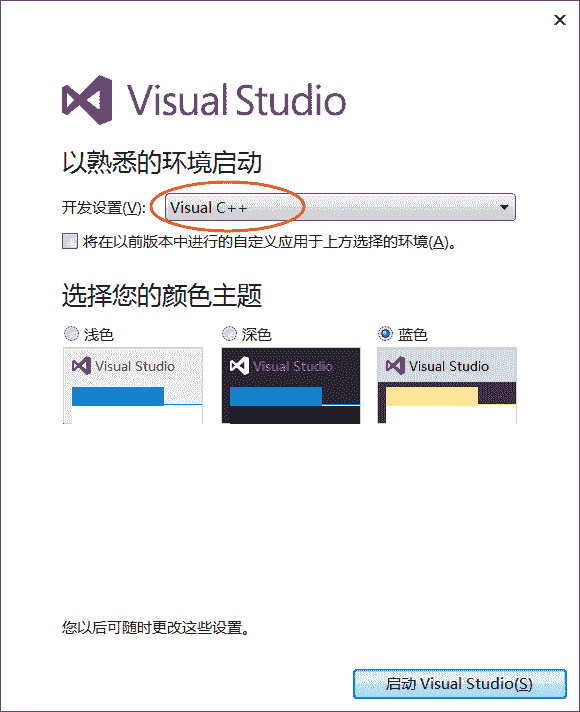 Visual Studio
以熟悉的环境启动
开发设置(V): Visual C++
将在以前版本中进行的自定义应用于上方选择的环境(A)。
选择您的颜色主题
浅色 深色 蓝色
Visual Studio Visual Studio Visual Studio
您以后可随时更改这些设置。
启动 Visual Studio(S)